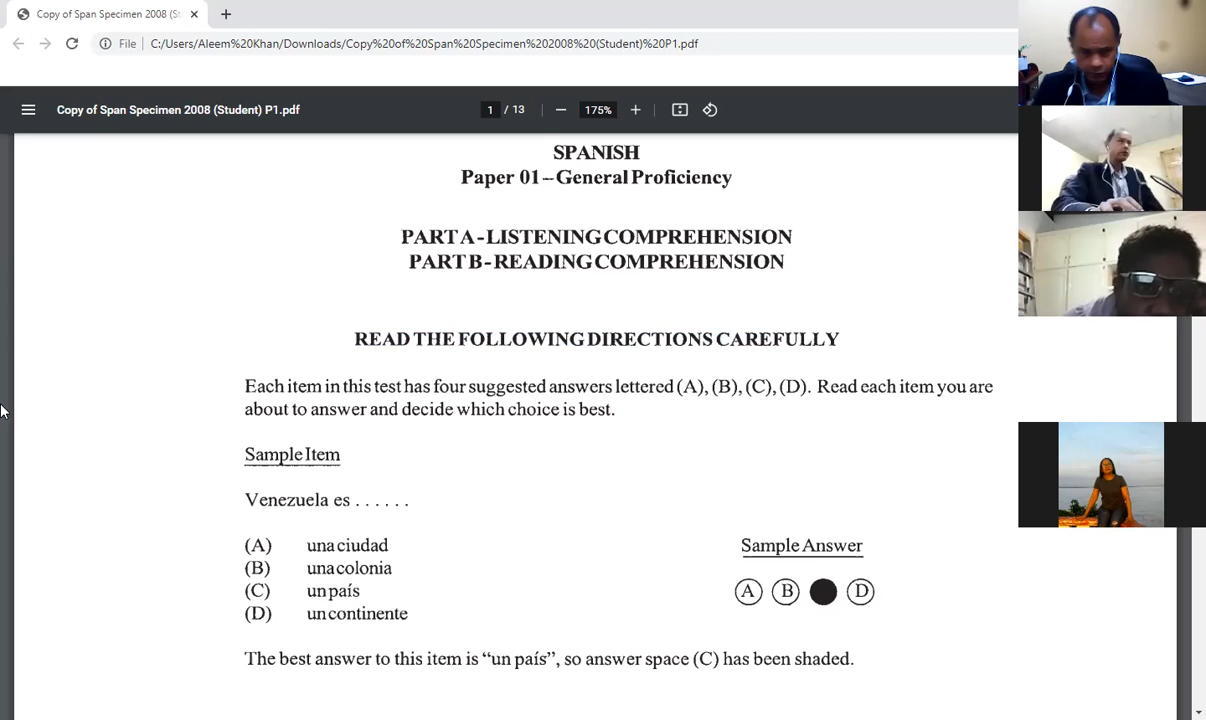 Copy of Span Specimen 2008 (St
File
C:/Users/Aleem%20Khan/Downloads/Copy%20of%20Span%20Specimen%202008%20(Student)%20P1.pdf
Copy of Span Specimen 2008 (Student) P1.pdf
1 / 13
175%
SPANISH
Paper 01 – General Proficiency
PART A - LISTENING COMPREHENSION
PART B - READING COMPREHENSION
READ THE FOLLOWING DIRECTIONS CAREFULLY
Each item in this test has four suggested answers lettered (A), (B), (C), (D). Read each item you are
about to answer and decide which choice is best.
Sample Item
Venezuela es . . . . . .
(A) una ciudad
(B) una colonia
(C) un país
(D) un continente
Sample Answer
A B D
The best answer to this item is “un país”, so answer space (C) has been shaded.